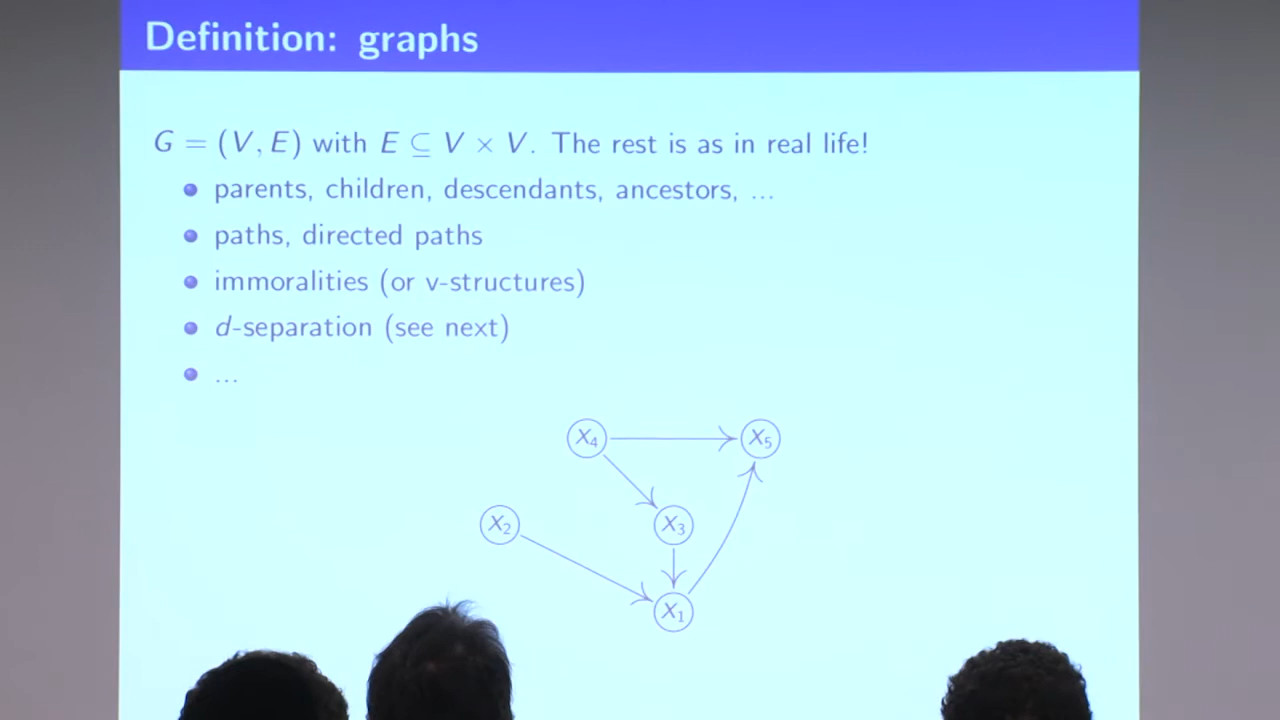 Definition: graphs
G = (V, E) with E ⊆ V × V. The rest is as in real life!
parents, children, descendants, ancestors, ...
paths, directed paths
immoralities (or v-structures)
d-separation (see next)
...
X₄ X₅
X₂ X₃
X₁